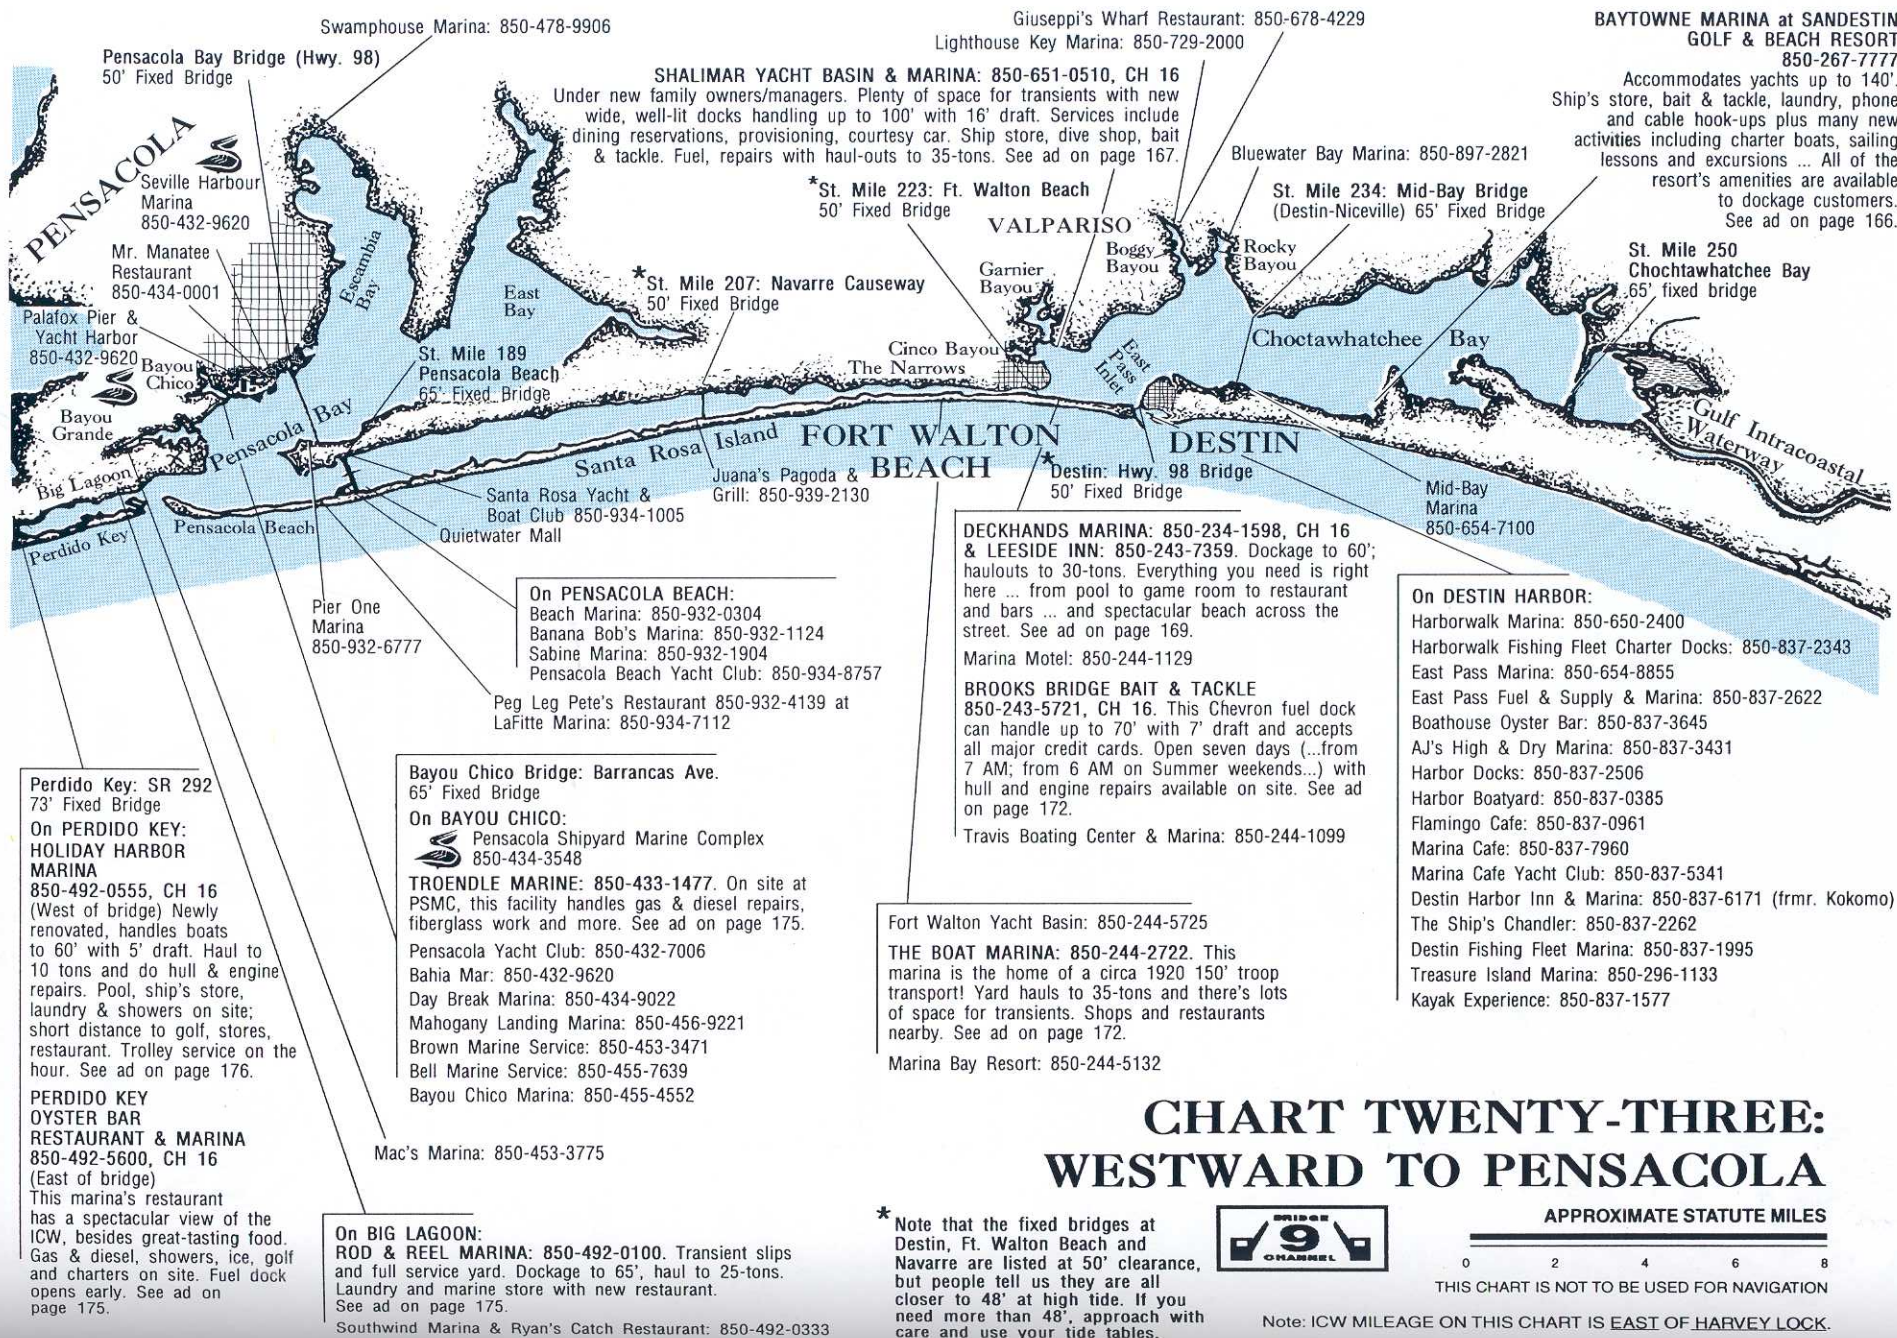 Swamphouse Marina: 850-478-9906
Pensacola Bay Bridge (Hwy. 98)
50' Fixed Bridge
PENSACOLA
Seville Harbour
Marina
850-432-9620
Mr. Manatee
Restaurant
850-434-0001
Palafox Pier &
Yacht Harbor
850-432-9620
Bayou
Chico
Bayou
Grande
Big Lagoon
Perdido Key
Pensacola Bay
Pensacola Beach
Escambia
Bay
East
Bay
St. Mile 189
Pensacola Beach
65' Fixed Bridge
Giuseppi's Wharf Restaurant: 850-678-4229
Lighthouse Key Marina: 850-729-2000
SHALIMAR YACHT BASIN & MARINA: 850-651-0510, CH 16
Under new family owners/managers. Plenty of space for transients with new
wide, well-lit docks handling up to 100' with 16' draft. Services include
dining reservations, provisioning, courtesy car. Ship store, dive shop, bait
& tackle. Fuel, repairs with haul-outs to 35-tons. See ad on page 167.
*St. Mile 223: Ft. Walton Beach
50' Fixed Bridge
*St. Mile 207: Navarre Causeway
50' Fixed Bridge
VALPARISO
Boggy
Bayou
Rocky
Bayou
Garnier
Bayou
Cinco Bayou
The Narrows
East
Pass
Inlet
Bluewater Bay Marina: 850-897-2821
St. Mile 234: Mid-Bay Bridge
(Destin-Niceville) 65' Fixed Bridge
BAYTOWNE MARINA at SANDESTIN
GOLF & BEACH RESORT
850-267-7777
Accommodates yachts up to 140'.
Ship's store, bait & tackle, laundry, phone
and cable hook-ups plus many new
activities including charter boats, sailing
lessons and excursions ... All of the
resort's amenities are available
to dockage customers.
See ad on page 166.
St. Mile 250
Chochtawhatchee Bay
65' fixed bridge
Choctawhatchee Bay
Gulf Intracoastal
Waterway
Santa Rosa Island
FORT WALTON
BEACH
DESTIN
*Destin: Hwy. 98 Bridge
50' Fixed Bridge
Mid-Bay
Marina
850-654-7100
Juana's Pagoda &
Grill: 850-939-2130
Santa Rosa Yacht &
Boat Club 850-934-1005
Quietwater Mall
Pier One
Marina
850-932-6777
On PENSACOLA BEACH:
Beach Marina: 850-932-0304
Banana Bob's Marina: 850-932-1124
Sabine Marina: 850-932-1904
Pensacola Beach Yacht Club: 850-934-8757
Peg Leg Pete's Restaurant 850-932-4139 at
LaFitte Marina: 850-934-7112
Perdido Key: SR 292
73' Fixed Bridge
On PERDIDO KEY:
HOLIDAY HARBOR
MARINA
850-492-0555, CH 16
(West of bridge) Newly
renovated, handles boats
to 60' with 5' draft. Haul to
10 tons and do hull & engine
repairs. Pool, ship's store,
laundry & showers on site;
short distance to golf, stores,
restaurant. Trolley service on the
hour. See ad on page 176.
PERDIDO KEY
OYSTER BAR
RESTAURANT & MARINA
850-492-5600, CH 16
(East of bridge)
This marina's restaurant
has a spectacular view of the
ICW, besides great-tasting food.
Gas & diesel, showers, ice, golf
and charters on site. Fuel dock
opens early. See ad on
page 175.
Bayou Chico Bridge: Barrancas Ave.
65' Fixed Bridge
On BAYOU CHICO:
Pensacola Shipyard Marine Complex
850-434-3548
TROENDLE MARINE: 850-433-1477. On site at
PSMC, this facility handles gas & diesel repairs,
fiberglass work and more. See ad on page 175.
Pensacola Yacht Club: 850-432-7006
Bahia Mar: 850-432-9620
Day Break Marina: 850-434-9022
Mahogany Landing Marina: 850-456-9221
Brown Marine Service: 850-453-3471
Bell Marine Service: 850-455-7639
Bayou Chico Marina: 850-455-4552
Mac's Marina: 850-453-3775
On BIG LAGOON:
ROD & REEL MARINA: 850-492-0100. Transient slips
and full service yard. Dockage to 65', haul to 25-tons.
Laundry and marine store with new restaurant.
See ad on page 175.
Southwind Marina & Ryan's Catch Restaurant: 850-492-0333
DECKHANDS MARINA: 850-234-1598, CH 16
& LEESIDE INN: 850-243-7359. Dockage to 60';
haulouts to 30-tons. Everything you need is right
here ... from pool to game room to restaurant
and bars ... and spectacular beach across the
street. See ad on page 169.
Marina Motel: 850-244-1129
BROOKS BRIDGE BAIT & TACKLE
850-243-5721, CH 16. This Chevron fuel dock
can handle up to 70' with 7' draft and accepts
all major credit cards. Open seven days (...from
7 AM; from 6 AM on Summer weekends...) with
hull and engine repairs available on site. See ad
on page 172.
Travis Boating Center & Marina: 850-244-1099
Fort Walton Yacht Basin: 850-244-5725
THE BOAT MARINA: 850-244-2722. This
marina is the home of a circa 1920 150' troop
transport! Yard hauls to 35-tons and there's lots
of space for transients. Shops and restaurants
nearby. See ad on page 172.
Marina Bay Resort: 850-244-5132
On DESTIN HARBOR:
Harborwalk Marina: 850-650-2400
Harborwalk Fishing Fleet Charter Docks: 850-837-2343
East Pass Marina: 850-654-8855
East Pass Fuel & Supply & Marina: 850-837-2622
Boathouse Oyster Bar: 850-837-3645
AJ's High & Dry Marina: 850-837-3431
Harbor Docks: 850-837-2506
Harbor Boatyard: 850-837-0385
Flamingo Cafe: 850-837-0961
Marina Cafe: 850-837-7960
Marina Cafe Yacht Club: 850-837-5341
Destin Harbor Inn & Marina: 850-837-6171 (frmr. Kokomo)
The Ship's Chandler: 850-837-2262
Destin Fishing Fleet Marina: 850-837-1995
Treasure Island Marina: 850-296-1133
Kayak Experience: 850-837-1577
CHART TWENTY-THREE:
WESTWARD TO PENSACOLA
*Note that the fixed bridges at
Destin, Ft. Walton Beach and
Navarre are listed at 50' clearance,
but people tell us they are all
closer to 48' at high tide. If you
need more than 48', approach with
care and use your tide tables.
BRIDGE
9
CHANNEL
APPROXIMATE STATUTE MILES
0 2 4 6 8
THIS CHART IS NOT TO BE USED FOR NAVIGATION
Note: ICW MILEAGE ON THIS CHART IS EAST OF HARVEY LOCK.